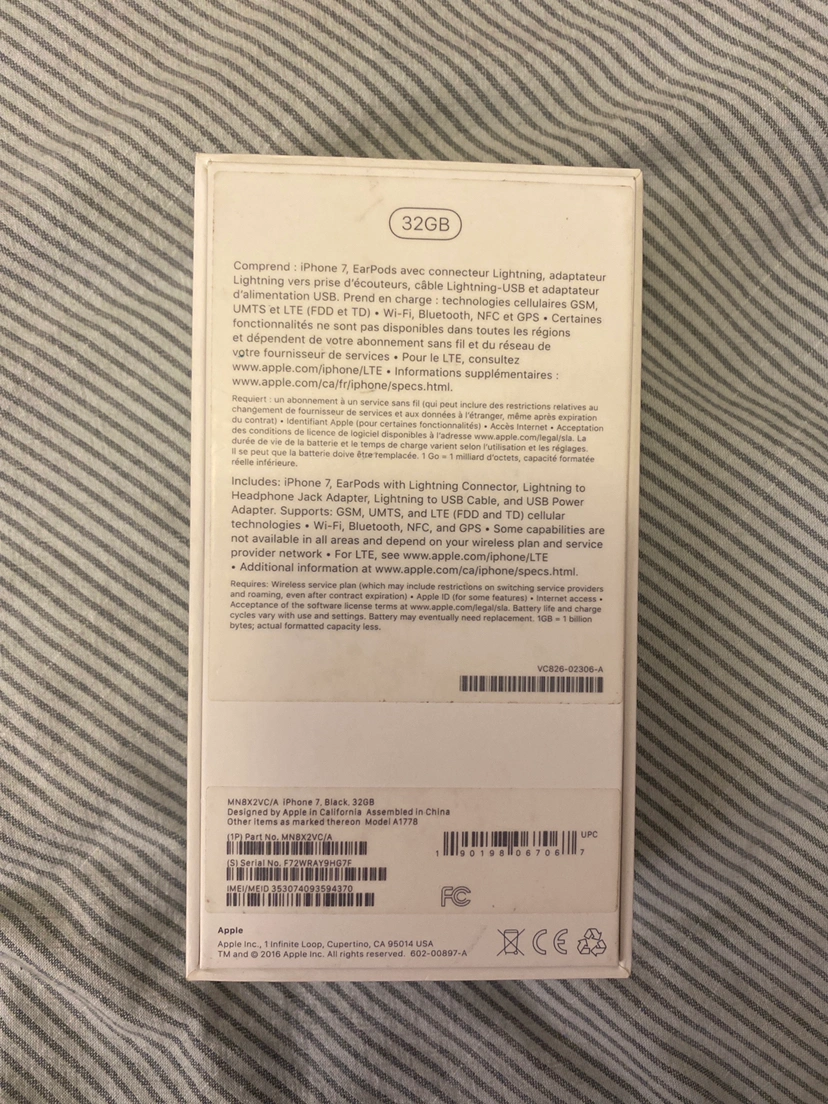 32GB
Comprend : iPhone 7, EarPods avec connecteur Lightning, adaptateur
Lightning vers prise d'écouteurs, câble Lightning-USB et adaptateur
d'alimentation USB. Prend en charge : technologies cellulaires GSM,
UMTS et LTE (FDD et TD) • Wi-Fi, Bluetooth, NFC et GPS • Certaines
fonctionnalités ne sont pas disponibles dans toutes les régions
et dépendent de votre abonnement sans fil et du réseau de
votre fournisseur de services • Pour le LTE, consultez
www.apple.com/iphone/LTE • Informations supplémentaires :
www.apple.com/ca/fr/iphone/specs.html.
Requiert : un abonnement à un service sans fil (qui peut inclure des restrictions relatives au
changement de fournisseur de services et aux données à l'étranger, même après expiration
du contrat) • Identifiant Apple (pour certaines fonctionnalités) • Accès Internet • Acceptation
des conditions de licence de logiciel disponibles à l'adresse www.apple.com/legal/sla. La
durée de vie de la batterie et le temps de charge varient selon l'utilisation et les réglages.
Il se peut que la batterie doive être remplacée. 1 Go = 1 milliard d'octets, capacité formatée
réelle inférieure.
Includes: iPhone 7, EarPods with Lightning Connector, Lightning to
Headphone Jack Adapter, Lightning to USB Cable, and USB Power
Adapter. Supports: GSM, UMTS, and LTE (FDD and TD) cellular
technologies • Wi-Fi, Bluetooth, NFC, and GPS • Some capabilities are
not available in all areas and depend on your wireless plan and service
provider network • For LTE, see www.apple.com/iphone/LTE
• Additional information at www.apple.com/ca/iphone/specs.html.
Requires: Wireless service plan (which may include restrictions on switching service providers
and roaming, even after contract expiration) • Apple ID (for some features) • Internet access •
Acceptance of the software license terms at www.apple.com/legal/sla. Battery life and charge
cycles vary with use and settings. Battery may eventually need replacement. 1GB = 1 billion
bytes; actual formatted capacity less.
VC826-02306-A
MN8X2VC/A iPhone 7, Black, 32GB
Designed by Apple in California Assembled in China
Other items as marked thereon Model A1778
(1P) Part No. MN8X2VC/A
UPC
1 90198 06706 7
(S) Serial No. F72WRAY9HG7F
IMEI/MEID 353074093594370
FC
CE
Apple
Apple Inc., 1 Infinite Loop, Cupertino, CA 95014 USA
TM and © 2016 Apple Inc. All rights reserved. 602-00897-A